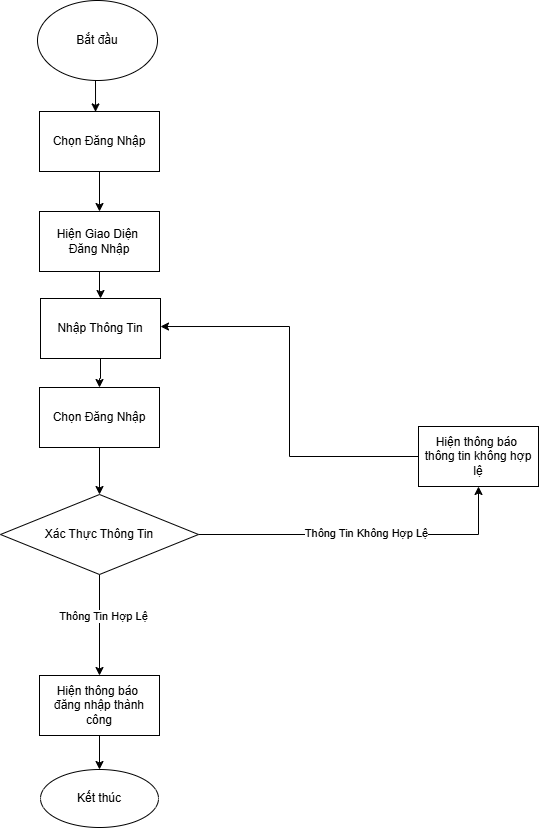 Bắt đầu
Chọn Đăng Nhập
Hiện Giao Diện
Đăng Nhập
Nhập Thông Tin
Chọn Đăng Nhập
Hiện thông báo
thông tin không hợp
lệ
Xác Thực Thông Tin
Thông Tin Không Hợp Lệ
Thông Tin Hợp Lệ
Hiện thông báo
đăng nhập thành
công
Kết thúc